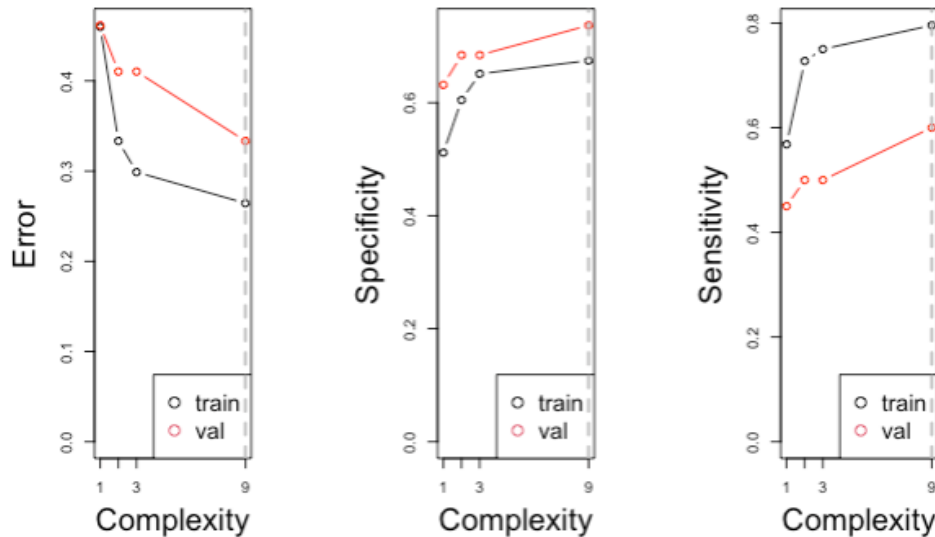 Error
0.4
0.3
0.2
0.1
0.0
train
val
1 3 9
Complexity
Specificity
0.6
0.4
0.2
0.0
train
val
1 3 9
Complexity
Sensitivity
0.8
0.6
0.4
0.2
0.0
train
val
1 3 9
Complexity